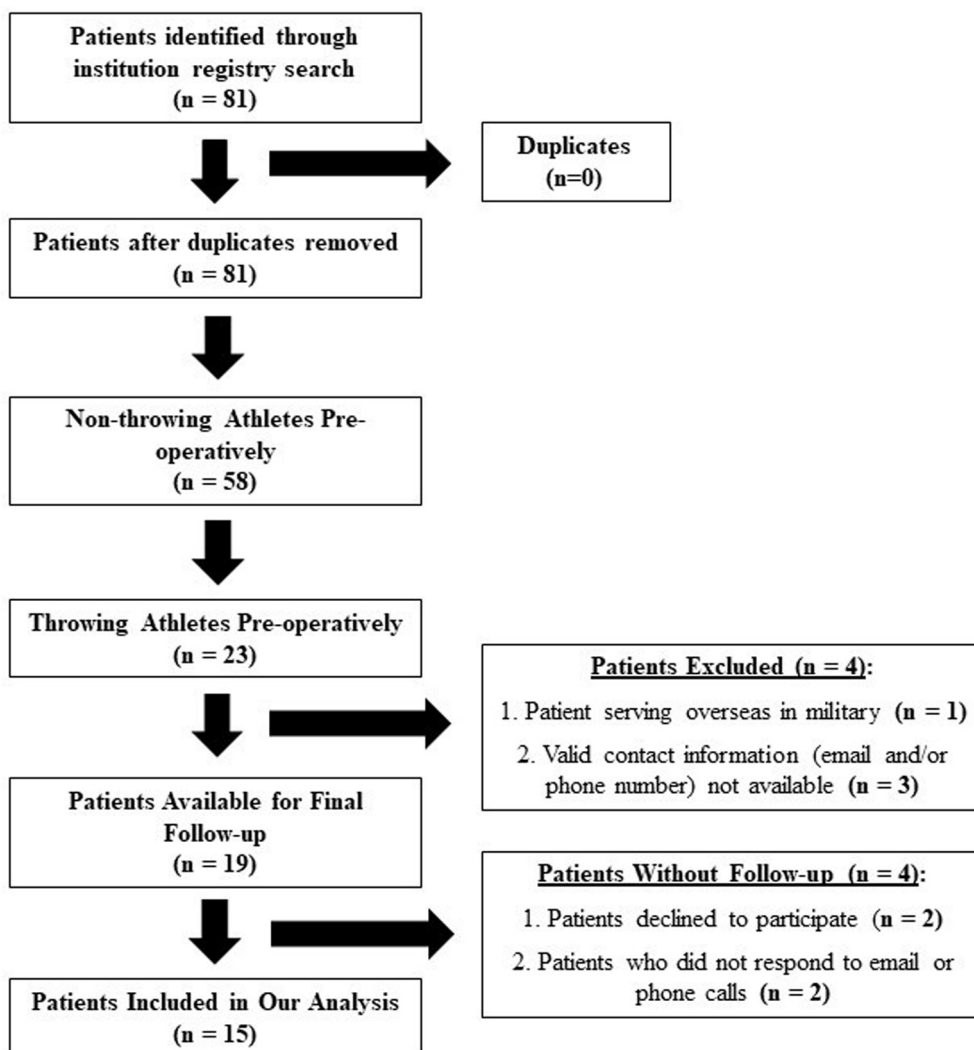 Patients identified through
institution registry search
(n = 81)
Duplicates
(n=0)
Patients after duplicates removed
(n = 81)
Non-throwing Athletes Pre-
operatively
(n = 58)
Throwing Athletes Pre-operatively
(n = 23)
Patients Excluded (n = 4):
1. Patient serving overseas in military (n = 1)
2. Valid contact information (email and/or
phone number) not available (n = 3)
Patients Available for Final
Follow-up
(n = 19)
Patients Without Follow-up (n = 4):
1. Patients declined to participate (n = 2)
2. Patients who did not respond to email or
phone calls (n = 2)
Patients Included in Our Analysis
(n = 15)